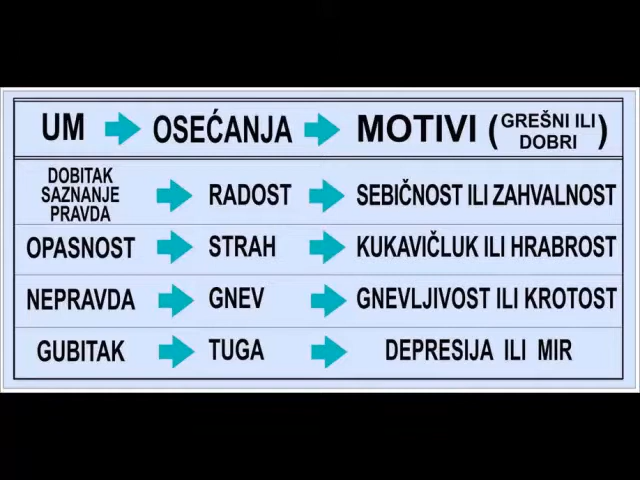 UM OSEĆANJA MOTIVI (GREŠNI ILI DOBRI)
DOBITAK
SAZNANJE
PRAVDA
RADOST
SEBIČNOST ILI ZAHVALNOST
OPASNOST STRAH KUKAVIČLUK ILI HRABROST
NEPRAVDA GNEV GNEVLJIVOST ILI KROTOST
GUBITAK TUGA DEPRESIJA ILI MIR